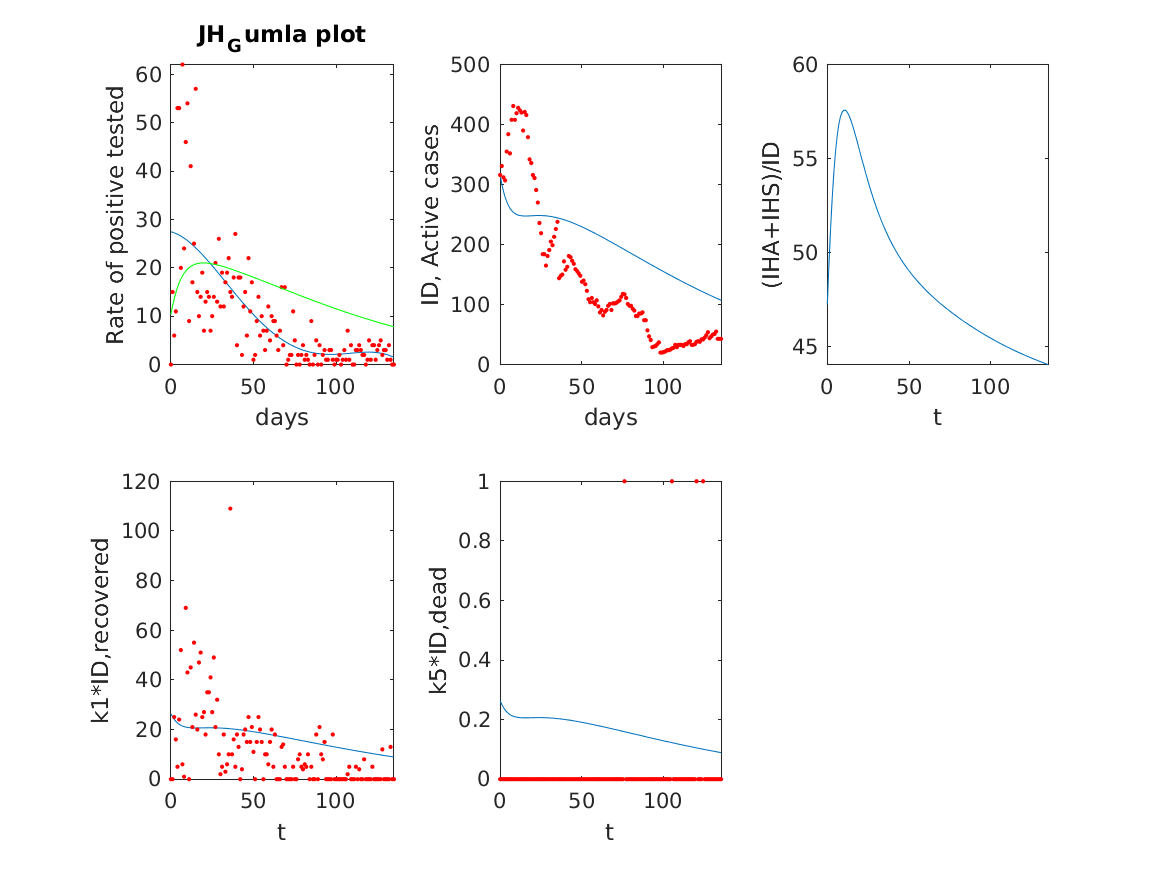 JH_Gumla plot
60
50
40
30
20
10
0
Rate of positive tested
0 50 100
days
500
400
300
200
100
0
ID, Active cases
0 50 100
days
60
55
50
45
(IHA+IHS)/ID
0 50 100
t
120
100
80
60
40
20
0
k1*ID,recovered
0 50 100
t
1
0.8
0.6
0.4
0.2
0
k5*ID,dead
0 50 100
t